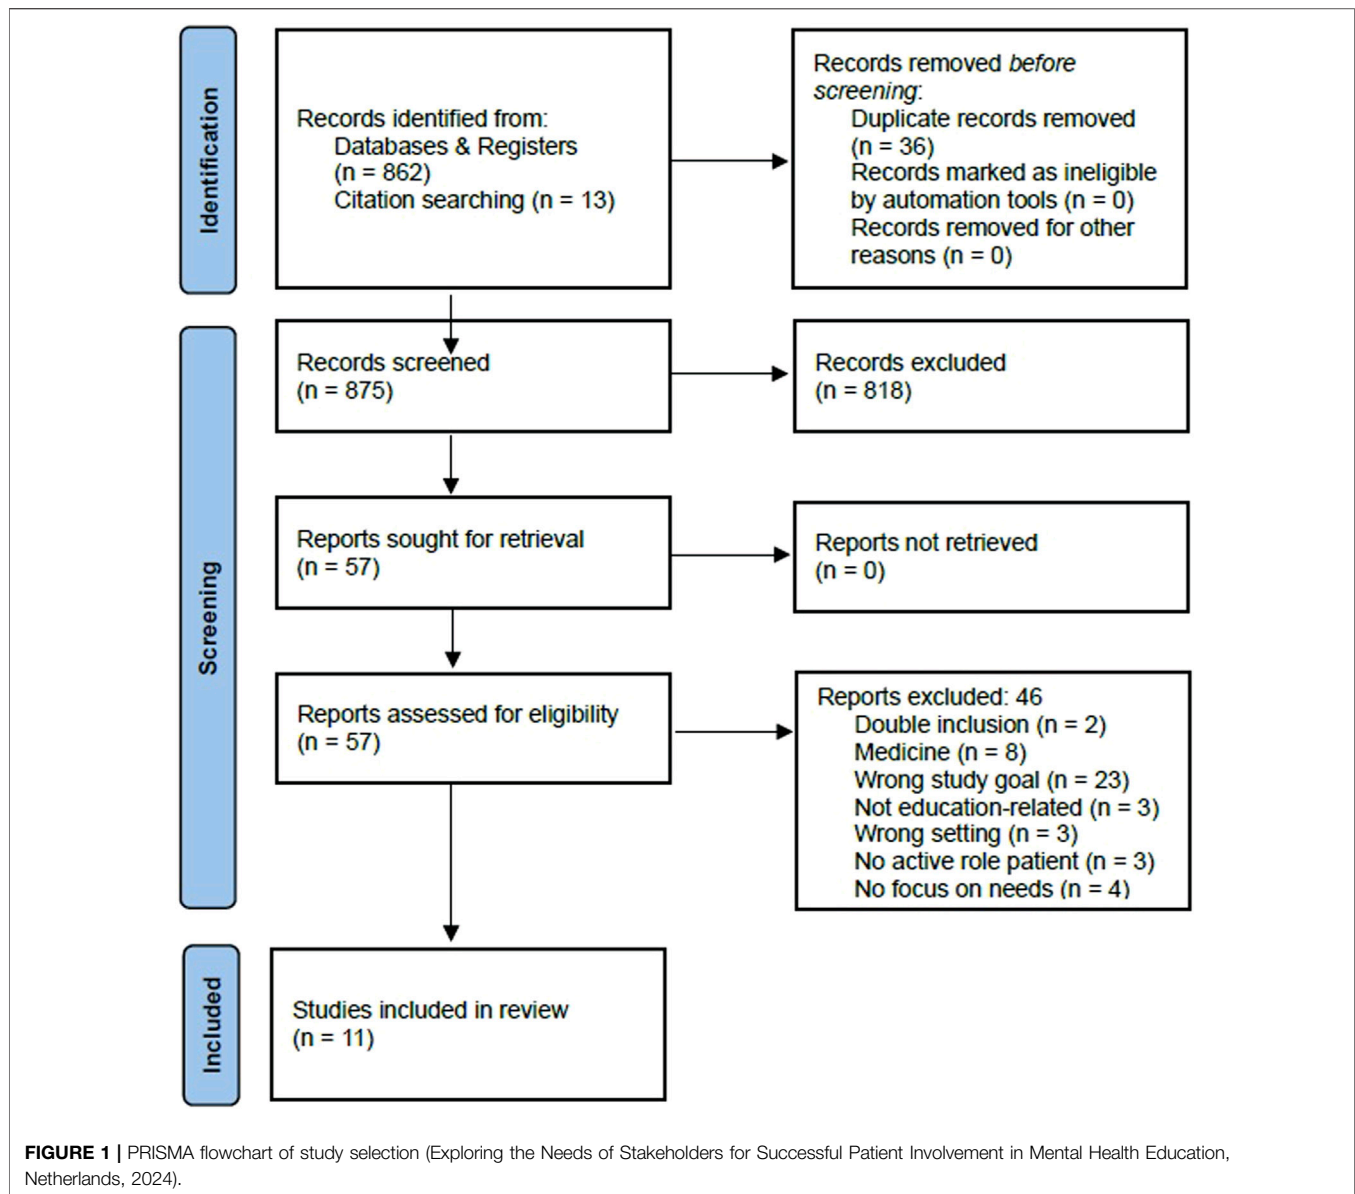 Identification
Records identified from:
Databases & Registers
(n = 862)
Citation searching (n = 13)
Records removed before
screening:
Duplicate records removed
(n = 36)
Records marked as ineligible
by automation tools (n = 0)
Records removed for other
reasons (n = 0)
Screening
Records screened
(n = 875)
Records excluded
(n = 818)
Reports sought for retrieval
(n = 57)
Reports not retrieved
(n = 0)
Reports assessed for eligibility
(n = 57)
Reports excluded: 46
Double inclusion (n = 2)
Medicine (n = 8)
Wrong study goal (n = 23)
Not education-related (n = 3)
Wrong setting (n = 3)
No active role patient (n = 3)
No focus on needs (n = 4)
Included
Studies included in review
(n = 11)
FIGURE 1 | PRISMA flowchart of study selection (Exploring the Needs of Stakeholders for Successful Patient Involvement in Mental Health Education,
Netherlands, 2024).